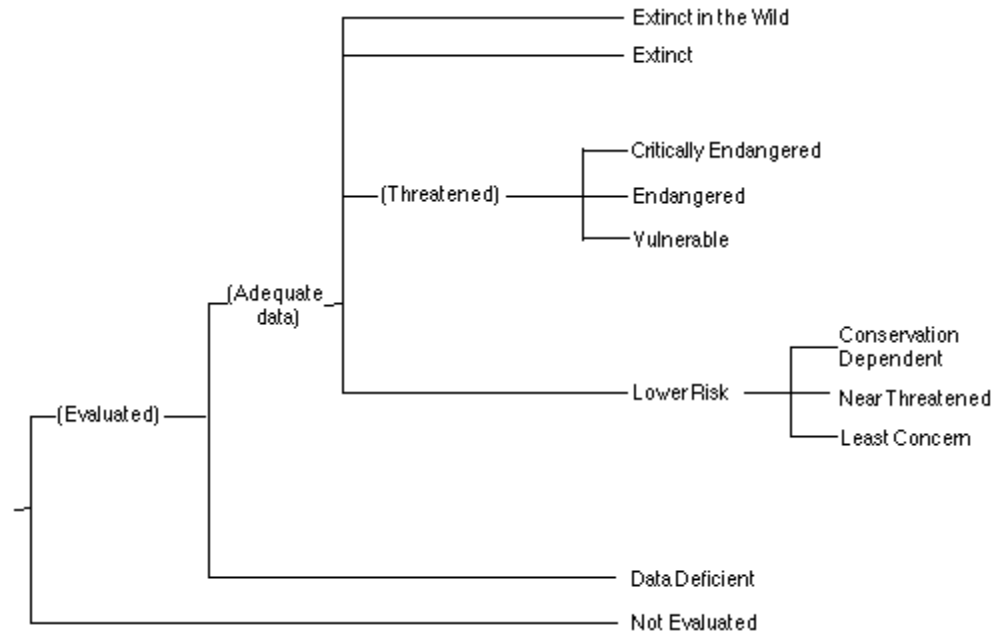 Extinct in the Wild
Extinct
Critically Endangered
(Threatened)
Endangered
Vulnerable
(Adequate
data)
Conservation
Dependent
Lower Risk
Near Threatened
Least Concern
(Evaluated)
Data Deficient
Not Evaluated